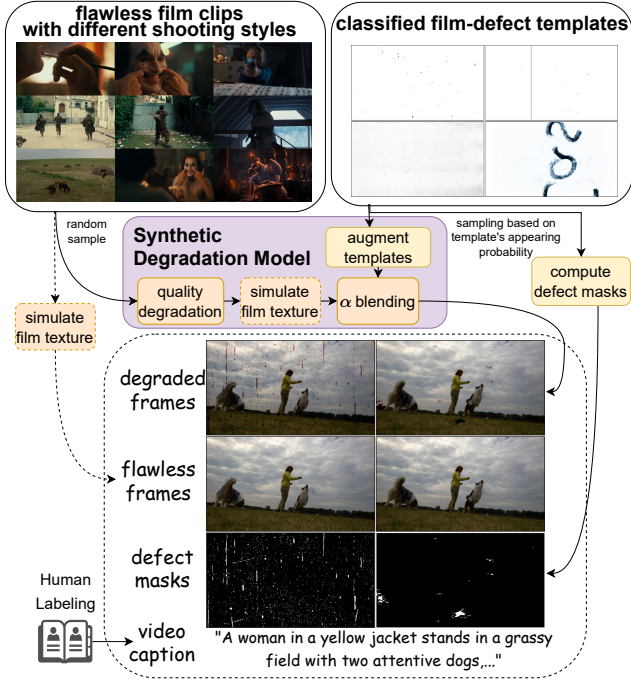 flawless film clips
with different shooting styles
classified film-defect templates
random
sample
Synthetic
Degradation Model
augment
templates
sampling based on
template's appearing
probability
compute
defect masks
quality
degradation
simulate
film texture
α blending
simulate
film texture
degraded
frames
flawless
frames
defect
masks
Human
Labeling
video
caption
"A woman in a yellow jacket stands in a grassy
field with two attentive dogs,..."